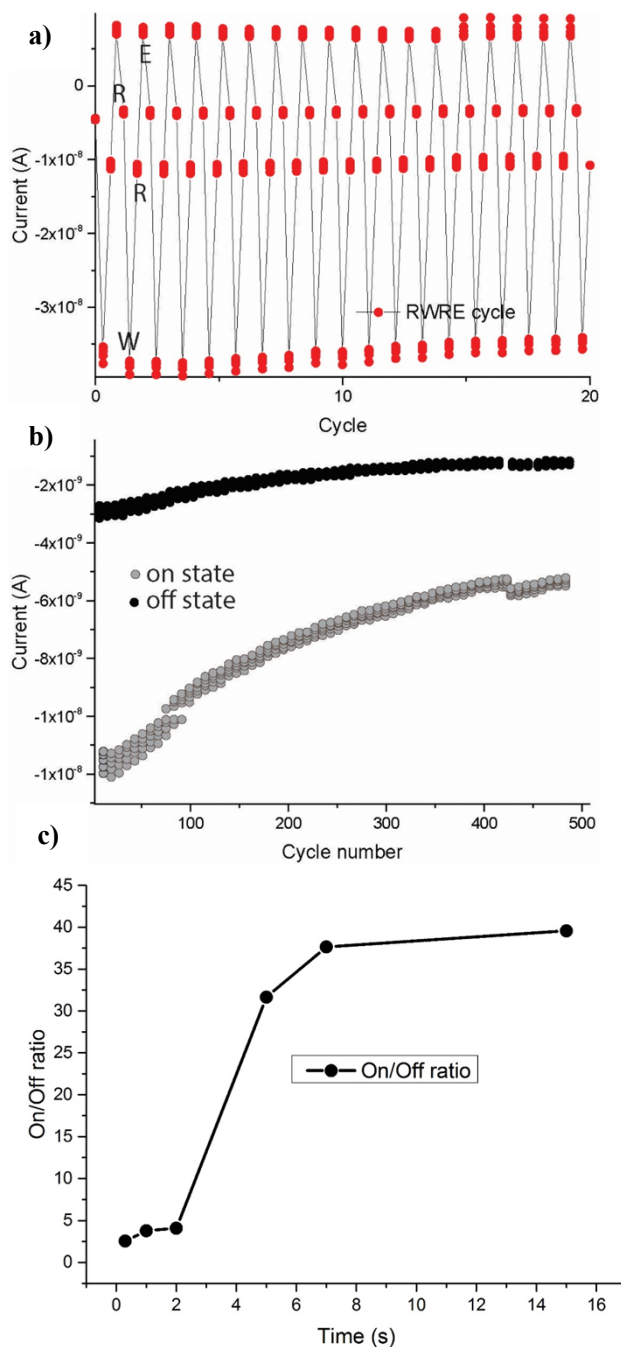 a)
E
R
R
W
0
-1x10⁻⁸
-2x10⁻⁸
-3x10⁻⁸
Current (A)
RWRE cycle
0 10 20
Cycle
b)
-2x10⁻⁹
-4x10⁻⁹
-6x10⁻⁹
-8x10⁻⁹
-1x10⁻⁸
-1x10⁻⁸
Current (A)
on state
off state
100 200 300 400 500
Cycle number
c)
45
40
35
30
25
20
15
10
5
0
On/Off ratio
On/Off ratio
0 2 4 6 8 10 12 14 16
Time (s)